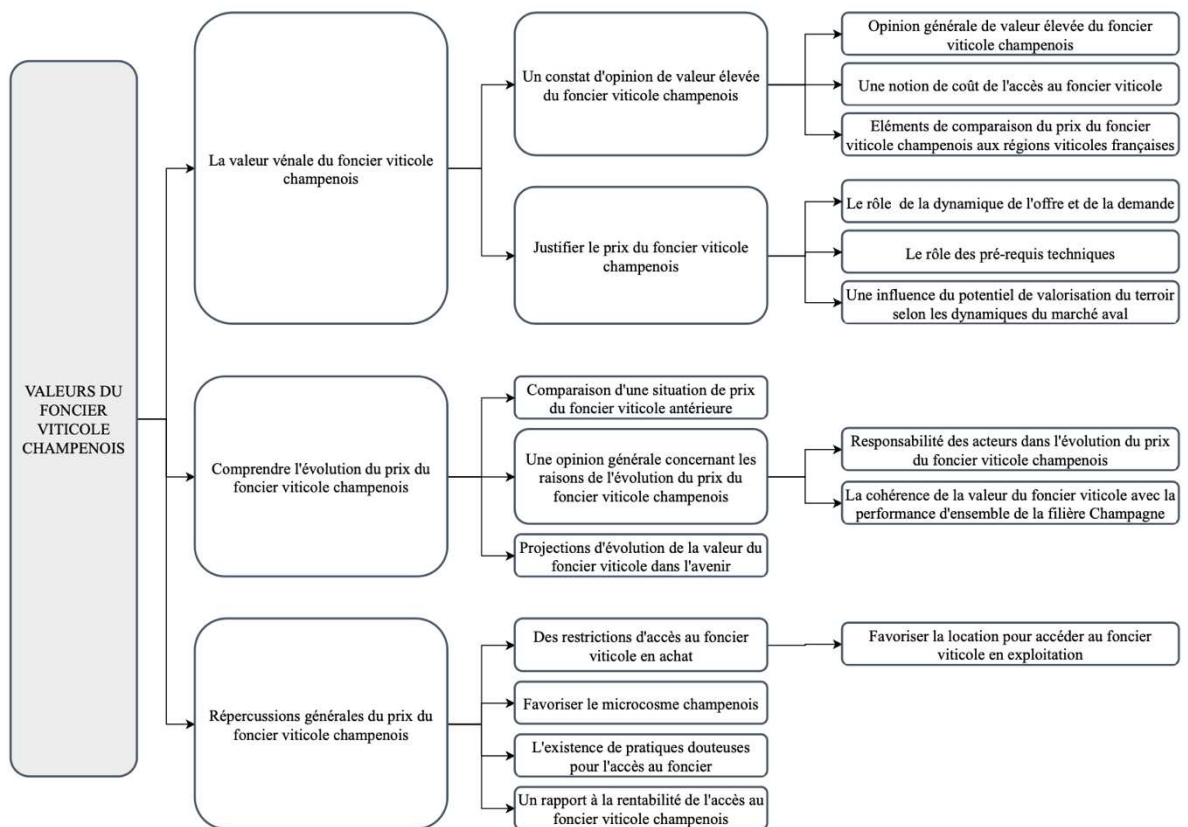 VALEURS DU
FONCIER
VITICOLE
CHAMPENOIS
La valeur vénale du foncier viticole
champenois
Un constat d'opinion de valeur élevée
du foncier viticole champenois
Opinion générale de valeur élevée du foncier
viticole champenois
Une notion de coût de l'accès au foncier viticole
Eléments de comparaison du prix du foncier
viticole champenois aux régions viticoles françaises
Justifier le prix du foncier viticole
champenois
Le rôle de la dynamique de l'offre et de la demande
Le rôle des pré-requis techniques
Une influence du potentiel de valorisation du terroir
selon les dynamiques du marché aval
Comprendre l'évolution du prix du
foncier viticole champenois
Comparaison d'une situation de prix
du foncier viticole antérieure
Une opinion générale concernant les
raisons de l'évolution du prix du
foncier viticole champenois
Responsabilité des acteurs dans l'évolution du prix
du foncier viticole champenois
La cohérence de la valeur du foncier viticole avec la
performance d'ensemble de la filière Champagne
Projections d'évolution de la valeur du
foncier viticole dans l'avenir
Répercussions générales du prix du
foncier viticole champenois
Des restrictions d'accès au foncier
viticole en achat
Favoriser la location pour accéder au foncier
viticole en exploitation
Favoriser le microcosme champenois
L'existence de pratiques douteuses
pour l'accès au foncier
Un rapport à la rentabilité de l'accès au
foncier viticole champenois